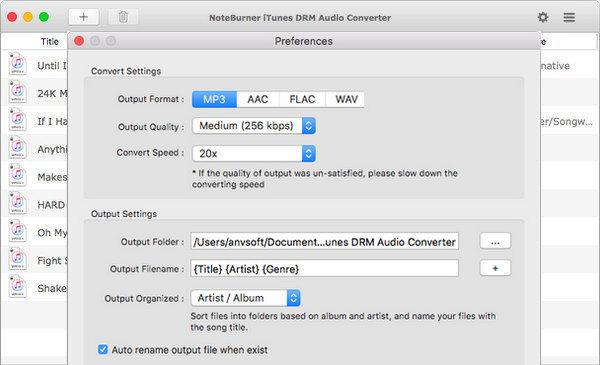 NoteBurner iTunes DRM Audio Converter
Title
Preferences
Until I
24K M
If I Ha
Anythi
Makes
HARD
Oh My
Fight S
Shake
native
er/Songw...
Convert Settings
Output Format :
MP3 AAC FLAC WAV
Output Quality :
Medium (256 kbps)
Convert Speed :
20x
* If the quality of output was un-satisfied, please slow down the
converting speed
Output Settings
Output Folder :
/Users/anvsoft/Document...unes DRM Audio Converter
...
Output Filename :
{Title} {Artist} {Genre}
+
Output Organized :
Artist / Album
Sort files into folders based on album and artist, and name your files with
the song title.
Auto rename output file when exist